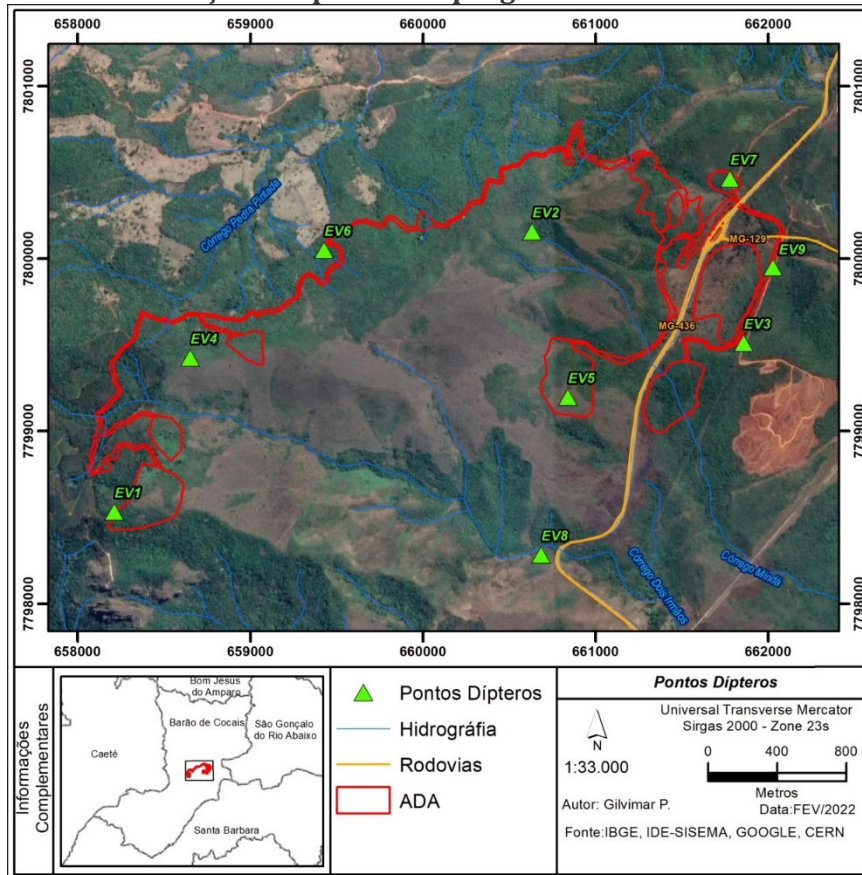 658000 659000 660000 661000 662000
7801000 7801000
EV7
EV2
EV6
Córrego Pedra Pintada
7800000 7800000
MG-129
EV9
MG-436
EV3
EV4
EV5
7799000 7799000
EV1
EV8
Córrego Dois Irmãos
Córrego Mindá
7798000 7798000
658000 659000 660000 661000 662000
Informações
Complementares
Bom Jesus
do Amparo
Barão de Cocais
São Gonçalo
do Rio Abaixo
Caeté
Santa Barbara
Pontos Dípteros
Hidrográfia
Rodovias
ADA
Pontos Dípteros
Universal Transverse Mercator
Sirgas 2000 - Zone 23s
N
1:33.000
0 400 800
Metros
Autor: Gilvimar P.
Data:FEV/2022
Fonte:IBGE, IDE-SISEMA, GOOGLE, CERN